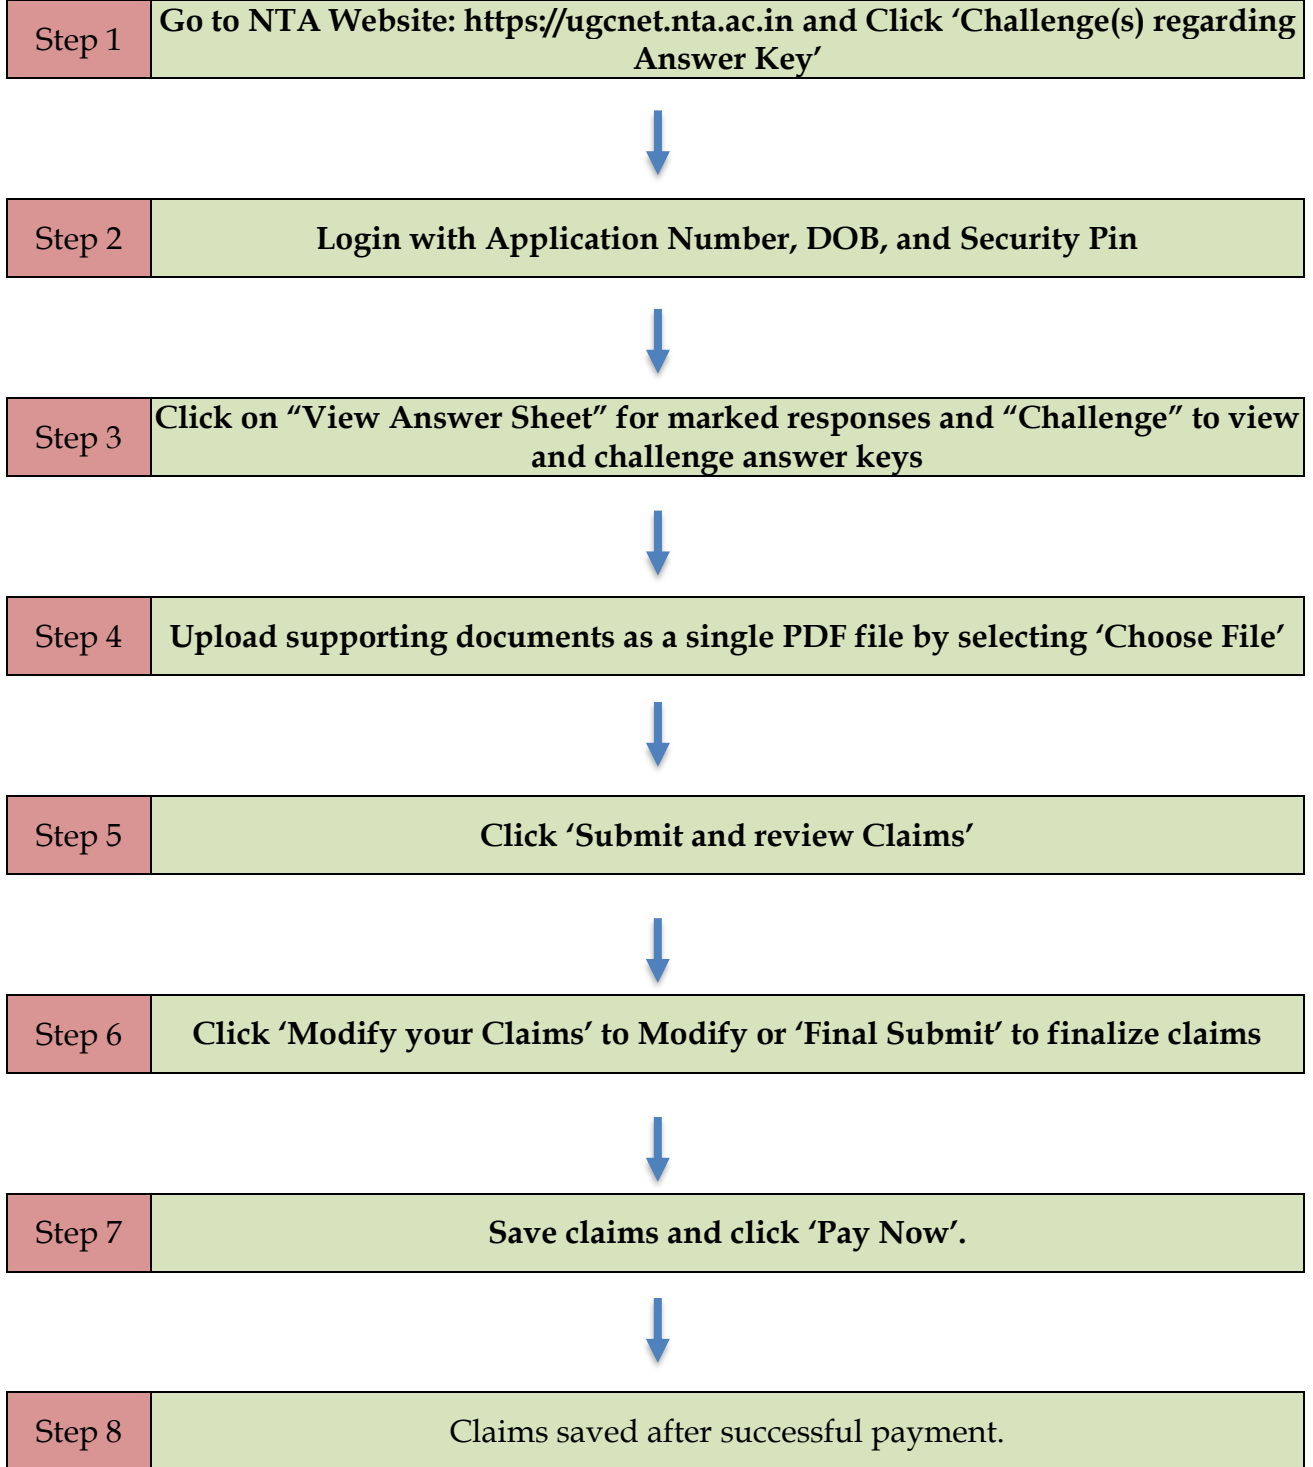 Step 1
Go to NTA Website: https://ugcnet.nta.ac.in and Click ‘Challenge(s) regarding
Answer Key’
Step 2
Login with Application Number, DOB, and Security Pin
Step 3
Click on “View Answer Sheet” for marked responses and “Challenge” to view
and challenge answer keys
Step 4
Upload supporting documents as a single PDF file by selecting ‘Choose File’
Step 5
Click ‘Submit and review Claims’
Step 6
Click ‘Modify your Claims’ to Modify or ‘Final Submit’ to finalize claims
Step 7
Save claims and click ‘Pay Now’.
Step 8
Claims saved after successful payment.